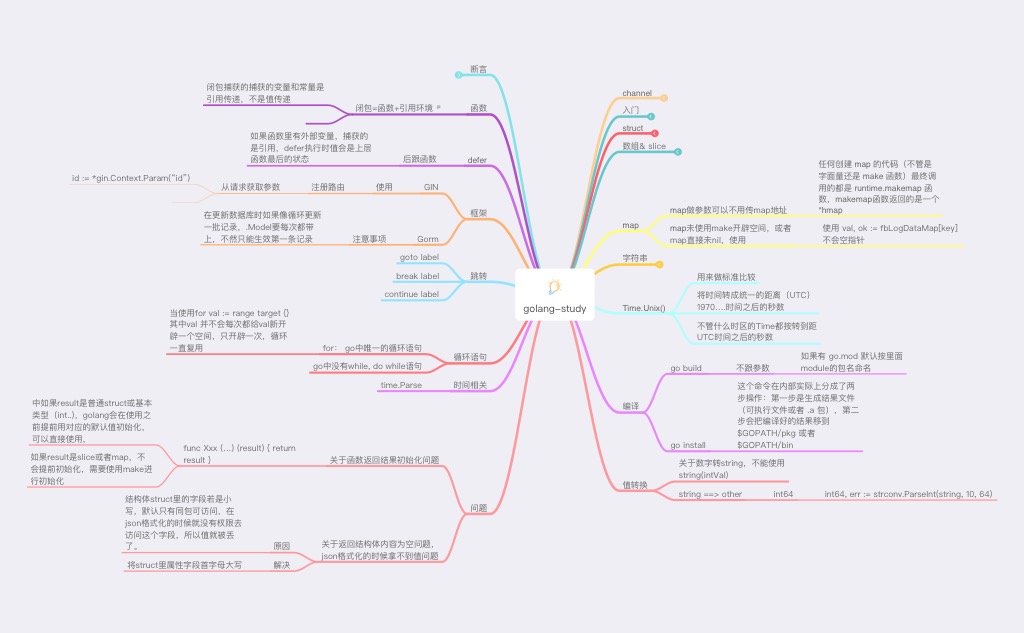 golang-study
断言
闭包捕获的捕获的变量和常量是
引用传递，不是值传递
闭包=函数+引用环境
函数
如果函数里有外部变量，捕获的
是引用，defer执行时值会是上层
函数最后的状态
后跟函数
defer
id := *gin.Context.Param("id")
从请求获取参数
注册路由
使用
GIN
框架
在更新数据库时如果像循环更新
一批记录，.Model要每次都带
上，不然只能生效第一条记录
注意事项
Gorm
goto label
break label
continue label
跳转
当使用for val := range target {}
其中val 并不会每次都给val新开
辟一个空间，只开辟一次，循环
一直复用
for： go中唯一的循环语句
go中没有while, do while语句
循环语句
time.Parse
时间相关
中如果result是普通struct或基本
类型（int..)，golang会在使用之
前提前用对应的默认值初始化，
可以直接使用，
如果result是slice或者map，不
会提前初始化，需要使用make进
行初始化
func Xxx (...) (result) { return
result }
关于函数返回结果初始化问题
问题
结构体struct里的字段若是小
写，默认只有同包可访问，在
json格式化的时候就没有权限去
访问这个字段，所以值就被丢
了。
原因
将struct里属性字段首字母大写
解决
关于返回结构体内容为空问题，
json格式化的时候拿不到值问题
channel
入门
struct
数组& slice
map
map做参数可以不用传map地址
任何创建 map 的代码（不管是
字面量还是 make 函数）最终调
用的都是 runtime.makemap 函
数，makemap函数返回的是一个
*hmap
map未使用make开辟空间，或者
map直接未nil，使用
使用 val, ok := fbLogDataMap[key]
不会空指针
字符串
Time.Unix()
用来做标准比较
将时间转成统一的距离（UTC）
1970....时间之后的秒数
不管什么时区的Time都按转到距
UTC时间之后的秒数
编译
go build
不跟参数
如果有 go.mod 默认按里面
module的包名命名
go install
这个命令在内部实际上分成了两
步操作：第一步是生成结果文件
（可执行文件或者 .a 包），第二
步会把编译好的结果移到
$GOPATH/pkg 或者
$GOPATH/bin
值转换
关于数字转string，不能使用
string(intVal)
string ==> other
int64
int64, err := strconv.ParseInt(string, 10, 64)